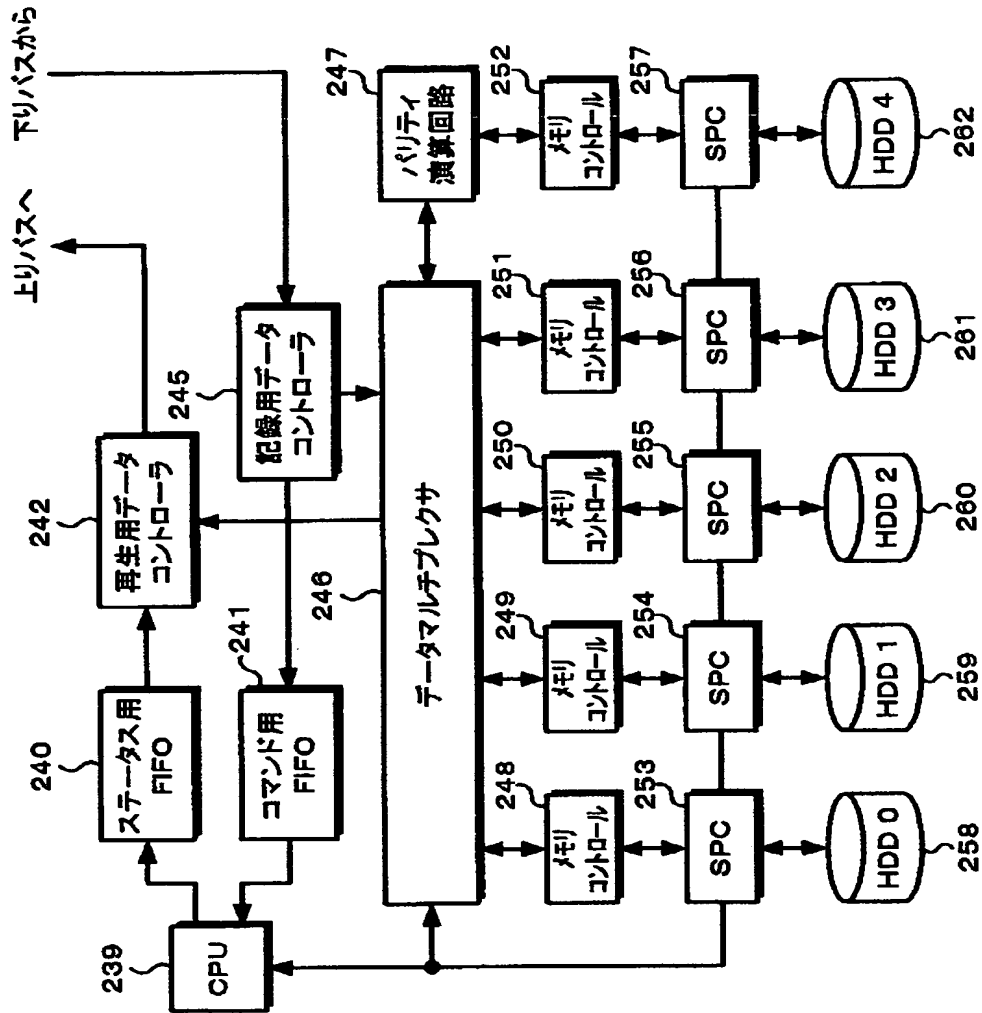 上りバスへ
下りバスから
239
CPU
240
ステータス用
FIFO
242
再生用データ
コントローラ
241
コマンド用
FIFO
245
記録用データ
コントローラ
246
データマルチプレクサ
247
パリティ
演算回路
248
メモリ
コントロール
249
メモリ
コントロール
250
メモリ
コントロール
251
メモリ
コントロール
252
メモリ
コントロール
253
SPC
254
SPC
255
SPC
256
SPC
257
SPC
HDD 0
258
HDD 1
259
HDD 2
260
HDD 3
261
HDD 4
262